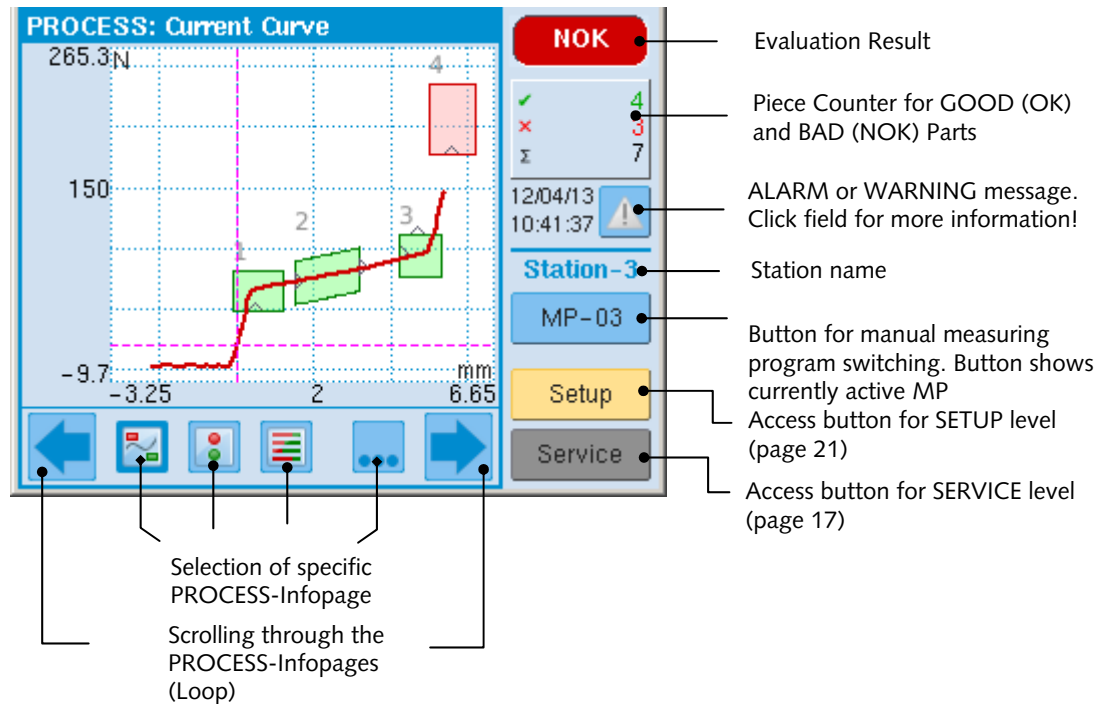 PROCESS: Current Curve
265.3 N
150
-9.7
-3.25
2
6.65
mm
1
2
3
4
NOK
4
3
Σ 7
12/04/13
10:41:37
Station-3
MP-03
Setup
Service
Evaluation Result
Piece Counter for GOOD (OK)
and BAD (NOK) Parts
ALARM or WARNING message.
Click field for more information!
Station name
Button for manual measuring
program switching. Button shows
currently active MP
Access button for SETUP level
(page 21)
Access button for SERVICE level
(page 17)
Selection of specific
PROCESS-Infopage
Scrolling through the
PROCESS-Infopages
(Loop)